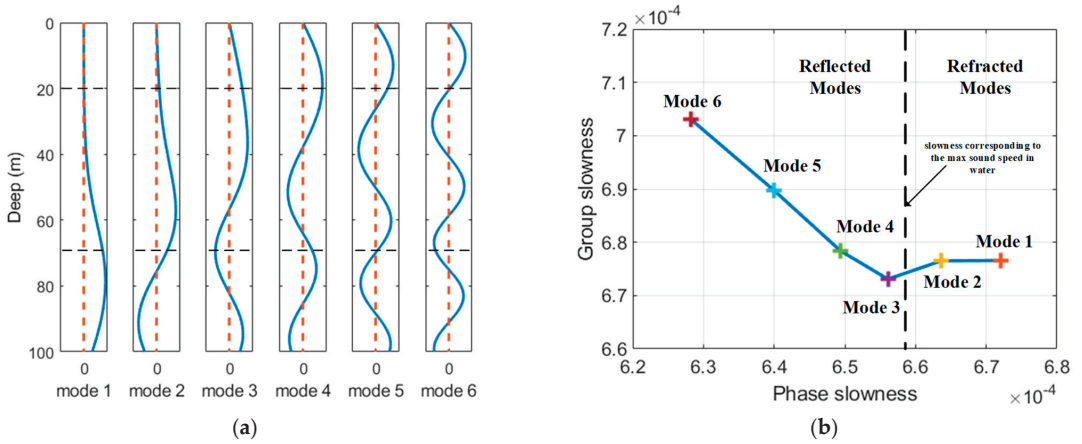 0
20
40
60
80
100
Deep (m)
0
0
0
0
0
0
mode 1
mode 2
mode 3
mode 4
mode 5
mode 6
(a)
×10⁻⁴
7.2
7.1
7
6.9
6.8
6.7
6.6
Group slowness
Reflected
Modes
Refracted
Modes
Mode 6
slowness corresponding to
the max sound speed in
water
Mode 5
Mode 4
Mode 1
Mode 2
Mode 3
6.2
6.3
6.4
6.5
6.6
6.7
6.8
Phase slowness
×10⁻⁴
(b)